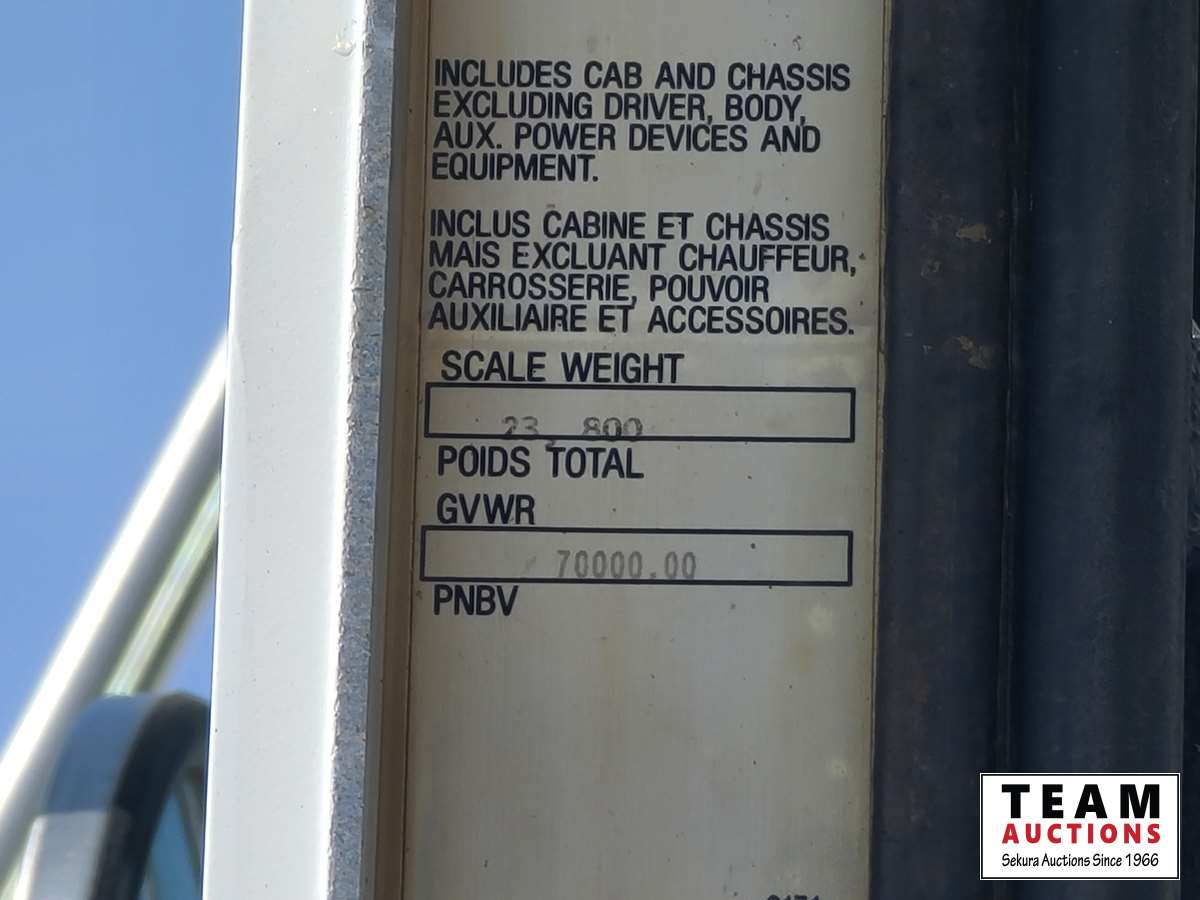 INCLUDES CAB AND CHASSIS
EXCLUDING DRIVER, BODY,
AUX. POWER DEVICES AND
EQUIPMENT.
INCLUS CABINE ET CHASSIS
MAIS EXCLUANT CHAUFFEUR,
CARROSSERIE, POUVOIR
AUXILIAIRE ET ACCESSOIRES.
SCALE WEIGHT
23, 800
POIDS TOTAL
GVWR
70000.00
PNBV
TEAM
AUCTIONS
Sekura Auctions Since 1966